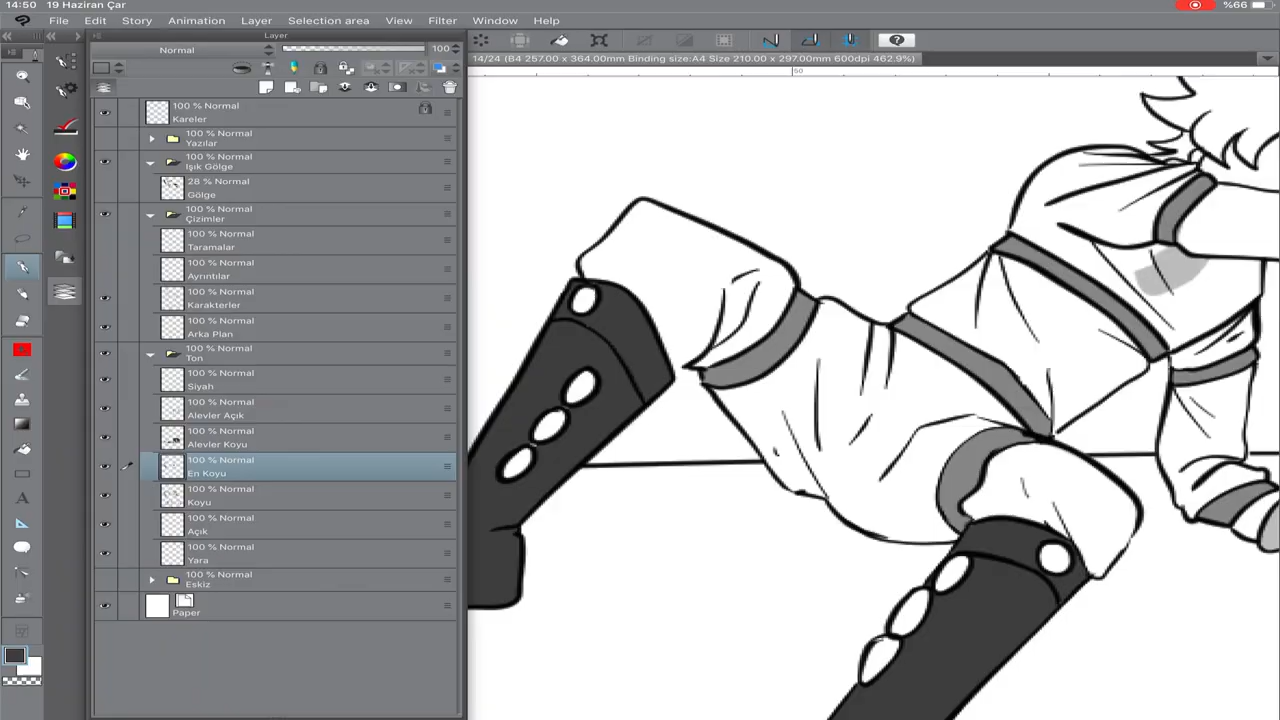 14:50 19 Haziran Çar %66
File Edit Story Animation Layer Selection area View Filter Window Help
Layer
Normal 100
14/24 (B4 257.00 x 364.00mm Binding size:A4 Size 210.00 x 297.00mm 600dpi 462.9%)
50
100 % Normal
Kareler
100 % Normal
Yazılar
100 % Normal
Işık Gölge
28 % Normal
Gölge
100 % Normal
Çizimler
100 % Normal
Taramalar
100 % Normal
Ayrıntılar
100 % Normal
Karakterler
100 % Normal
Arka Plan
100 % Normal
Ton
100 % Normal
Siyah
100 % Normal
Alevler Açık
100 % Normal
Alevler Koyu
100 % Normal
En Koyu
100 % Normal
Koyu
100 % Normal
Açık
100 % Normal
Yara
100 % Normal
Eskiz
Paper